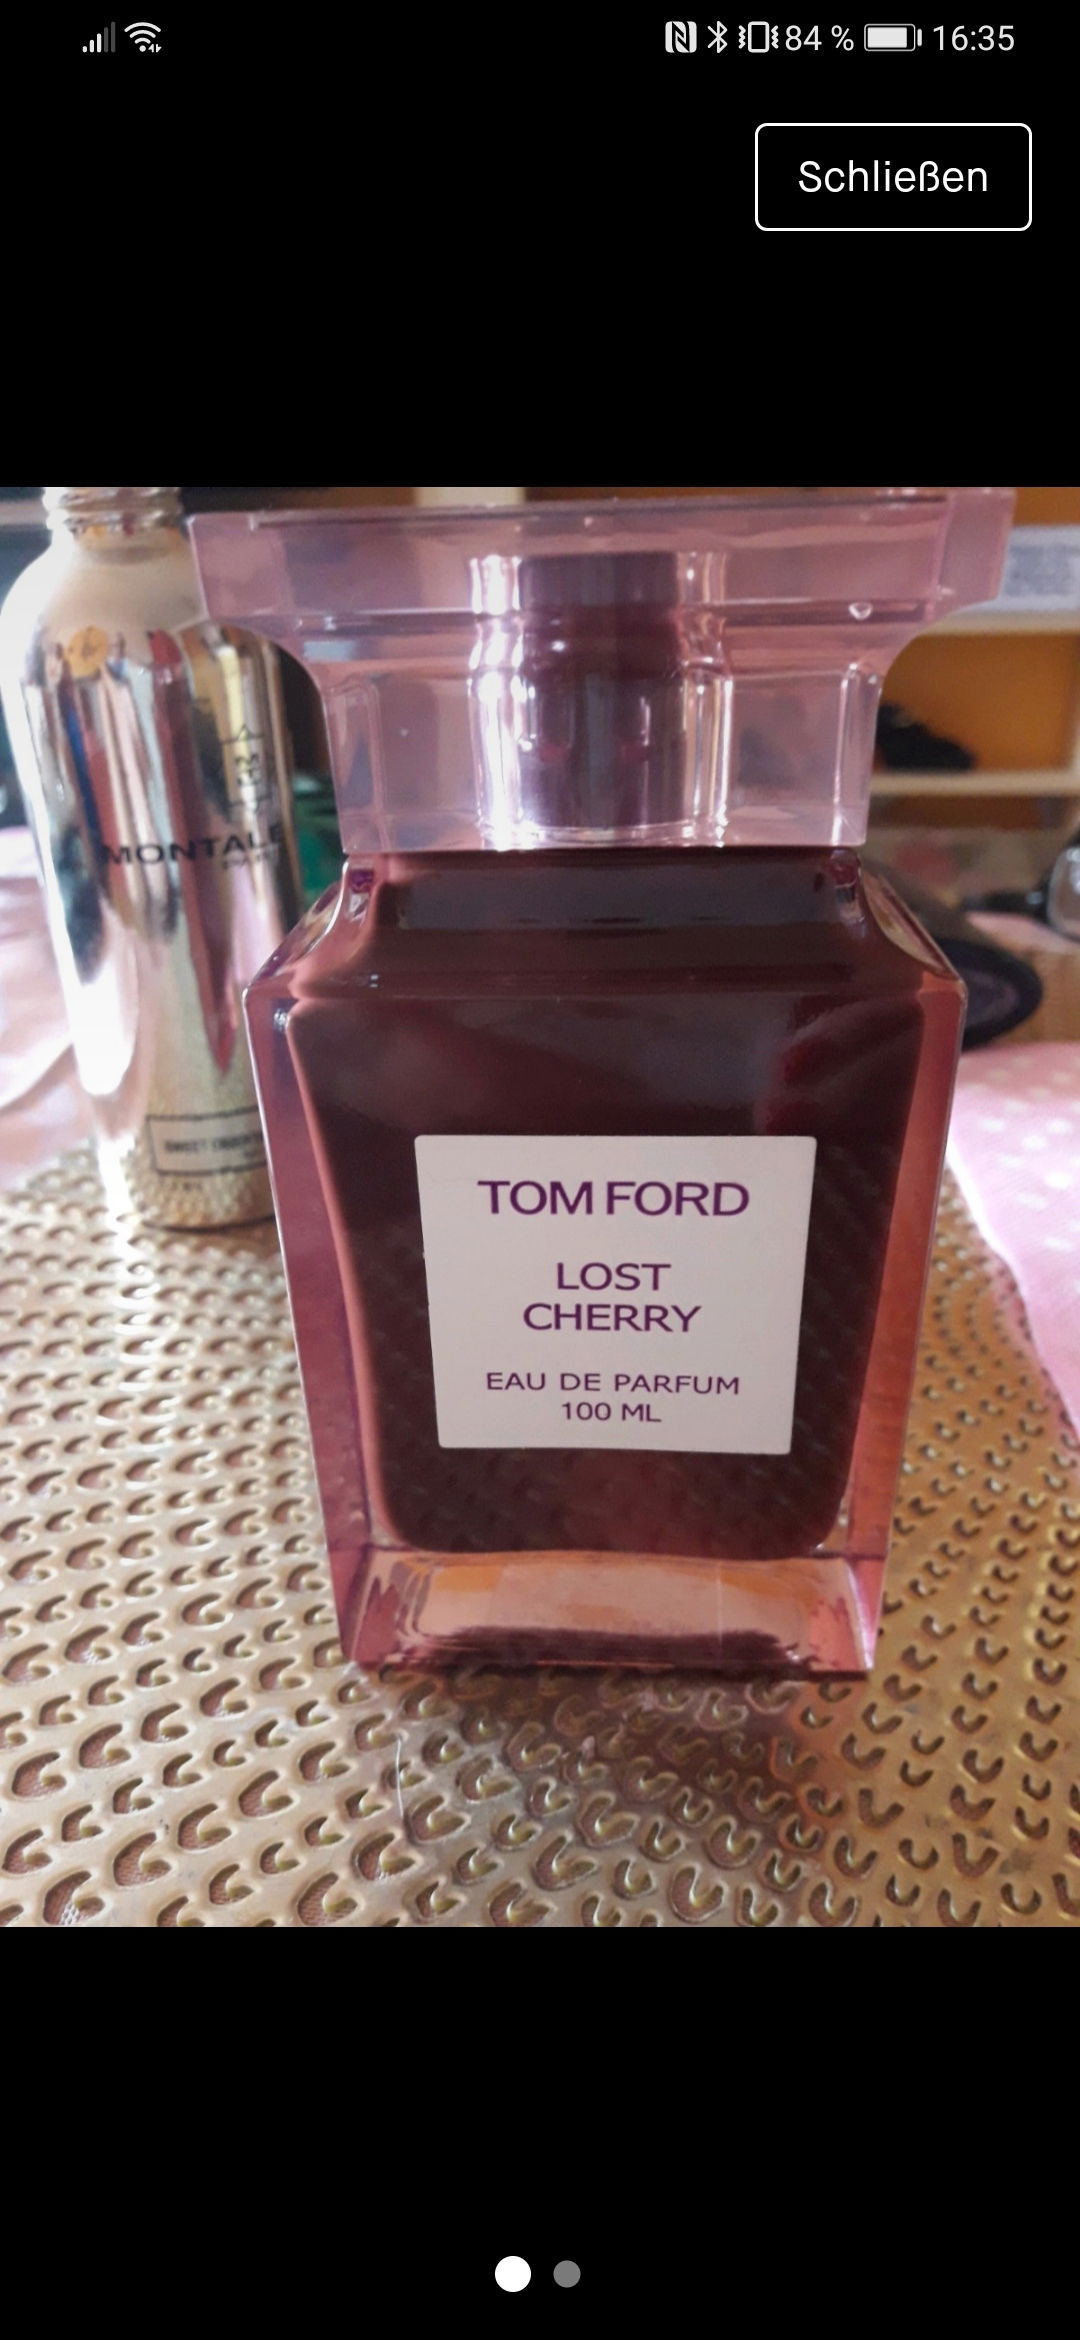 84 % 16:35
Schließen
MONTALE
TOM FORD
LOST
CHERRY
EAU DE PARFUM
100 ML